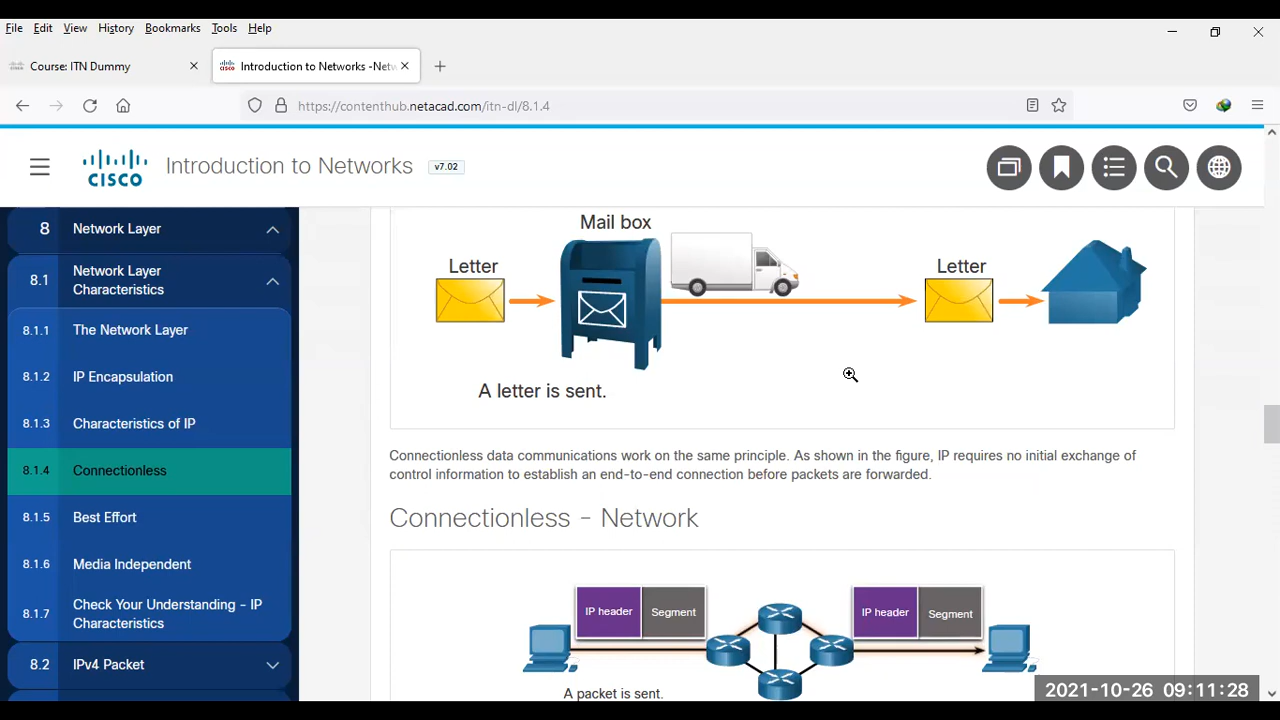 File Edit View History Bookmarks Tools Help
Course: ITN Dummy
Introduction to Networks -Netw
https://contenthub.netacad.com/itn-dl/8.1.4
CISCO
Introduction to Networks
v7.02
8 Network Layer
8.1 Network Layer
Characteristics
8.1.1 The Network Layer
8.1.2 IP Encapsulation
8.1.3 Characteristics of IP
8.1.4 Connectionless
8.1.5 Best Effort
8.1.6 Media Independent
8.1.7 Check Your Understanding - IP
Characteristics
8.2 IPv4 Packet
Mail box
Letter
Letter
A letter is sent.
Connectionless data communications work on the same principle. As shown in the figure, IP requires no initial exchange of
control information to establish an end-to-end connection before packets are forwarded.
Connectionless - Network
IP header Segment
IP header Segment
A packet is sent.
2021-10-26 09:11:28